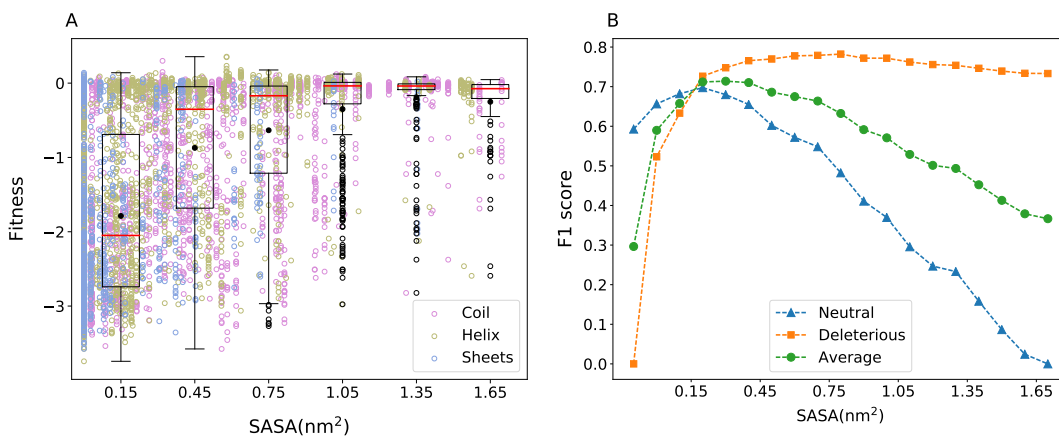 A
Fitness
0
−1
−2
−3
0.15 0.45 0.75 1.05 1.35 1.65
SASA(nm²)
Coil
Helix
Sheets
B
F1 score
0.8
0.7
0.6
0.5
0.4
0.3
0.2
0.1
0.0
0.15 0.45 0.75 1.05 1.35 1.65
SASA(nm²)
Neutral
Deleterious
Average